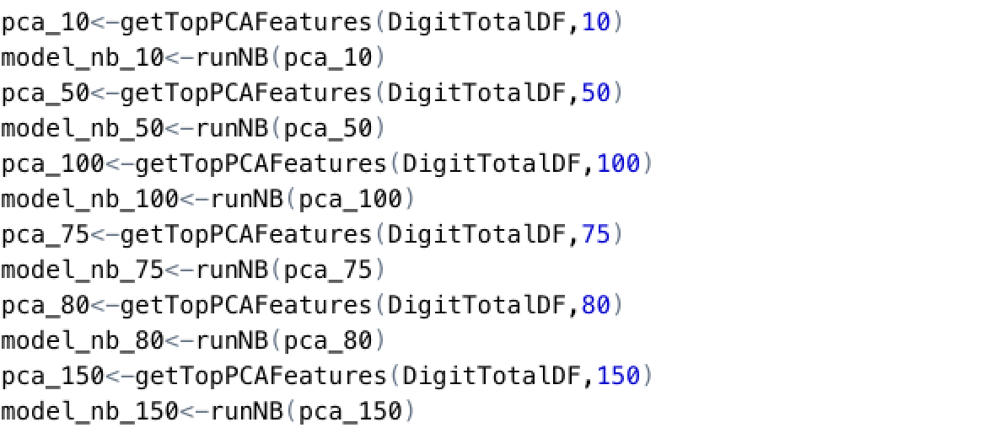 pca_10<-getTopPCAFeatures(DigitTotalDF,10)
model_nb_10<-runNB(pca_10)
pca_50<-getTopPCAFeatures(DigitTotalDF,50)
model_nb_50<-runNB(pca_50)
pca_100<-getTopPCAFeatures(DigitTotalDF,100)
model_nb_100<-runNB(pca_100)
pca_75<-getTopPCAFeatures(DigitTotalDF,75)
model_nb_75<-runNB(pca_75)
pca_80<-getTopPCAFeatures(DigitTotalDF,80)
model_nb_80<-runNB(pca_80)
pca_150<-getTopPCAFeatures(DigitTotalDF,150)
model_nb_150<-runNB(pca_150)